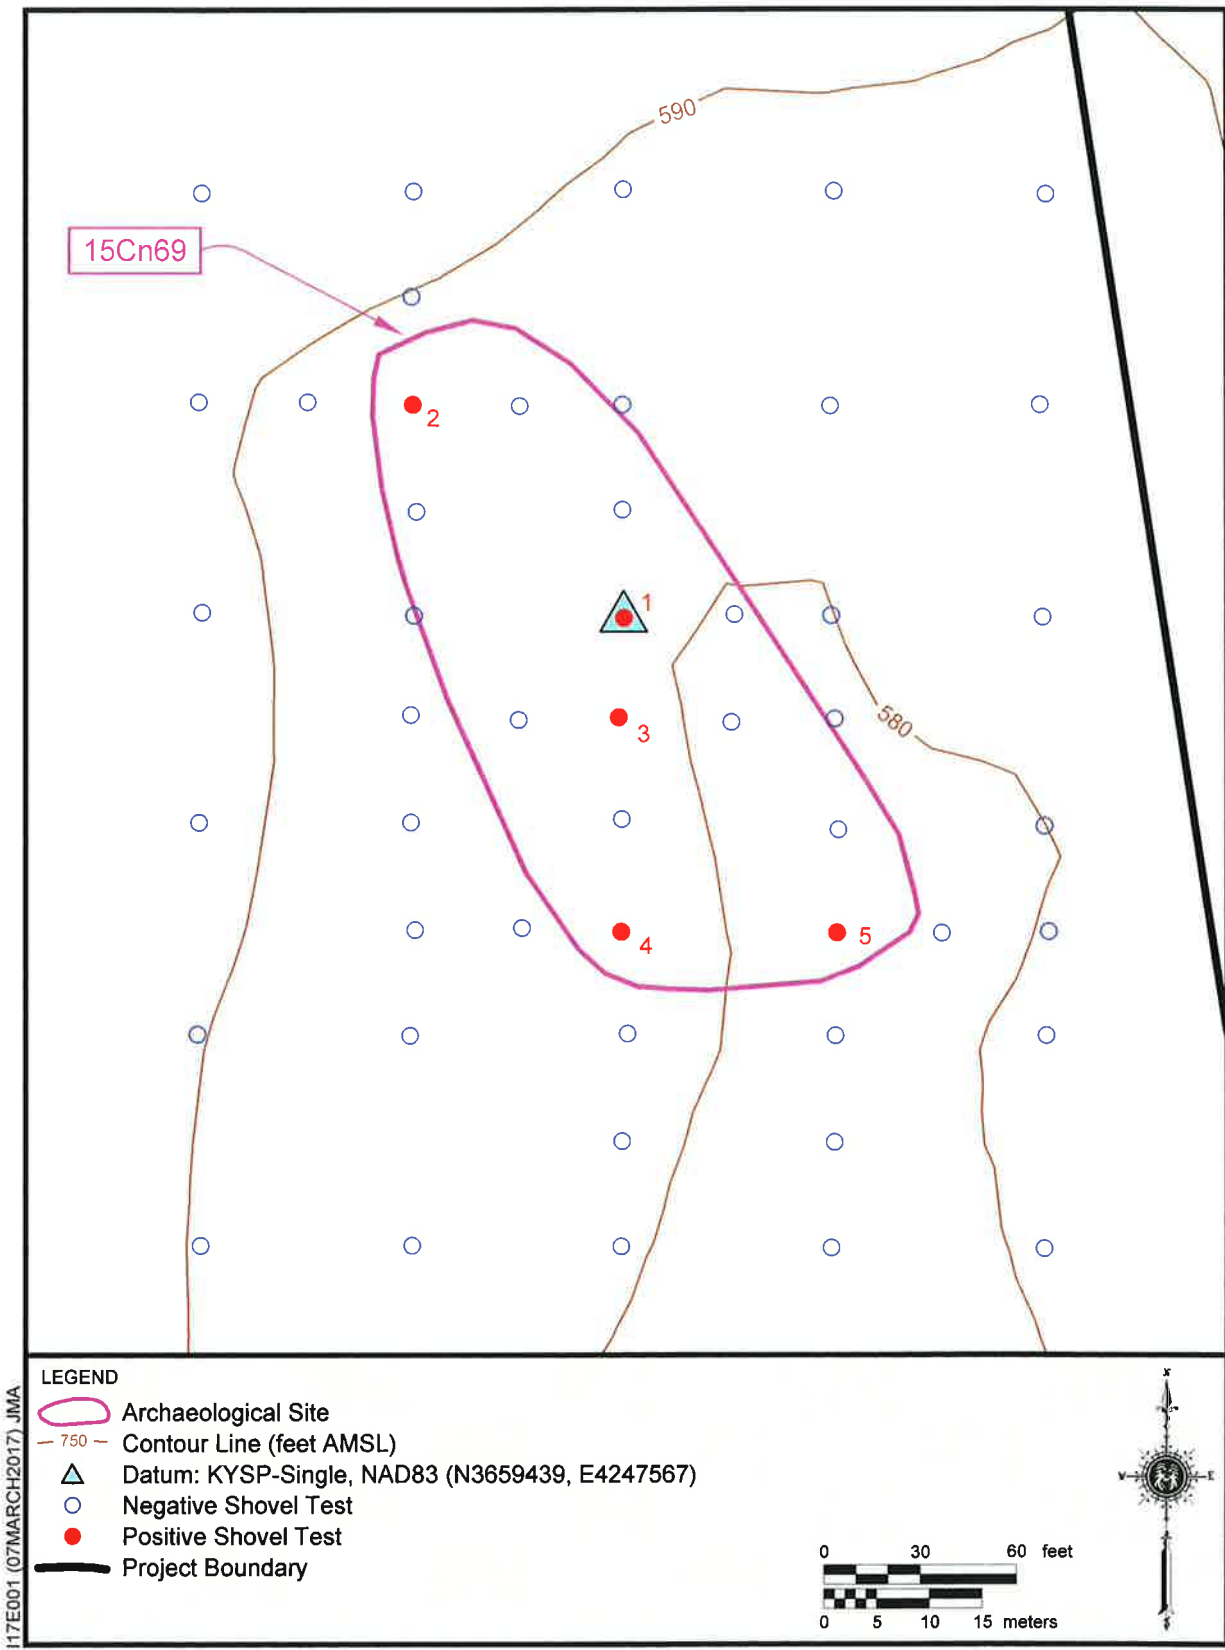 590
15Cn69
2
1
3
580
4
5
LEGEND
Archaeological Site
750 Contour Line (feet AMSL)
Datum: KYSP-Single, NAD83 (N3659439, E4247567)
Negative Shovel Test
Positive Shovel Test
Project Boundary
0 30 60 feet
0 5 10 15 meters
N
W E
I17E001 (07MARCH2017) JMA